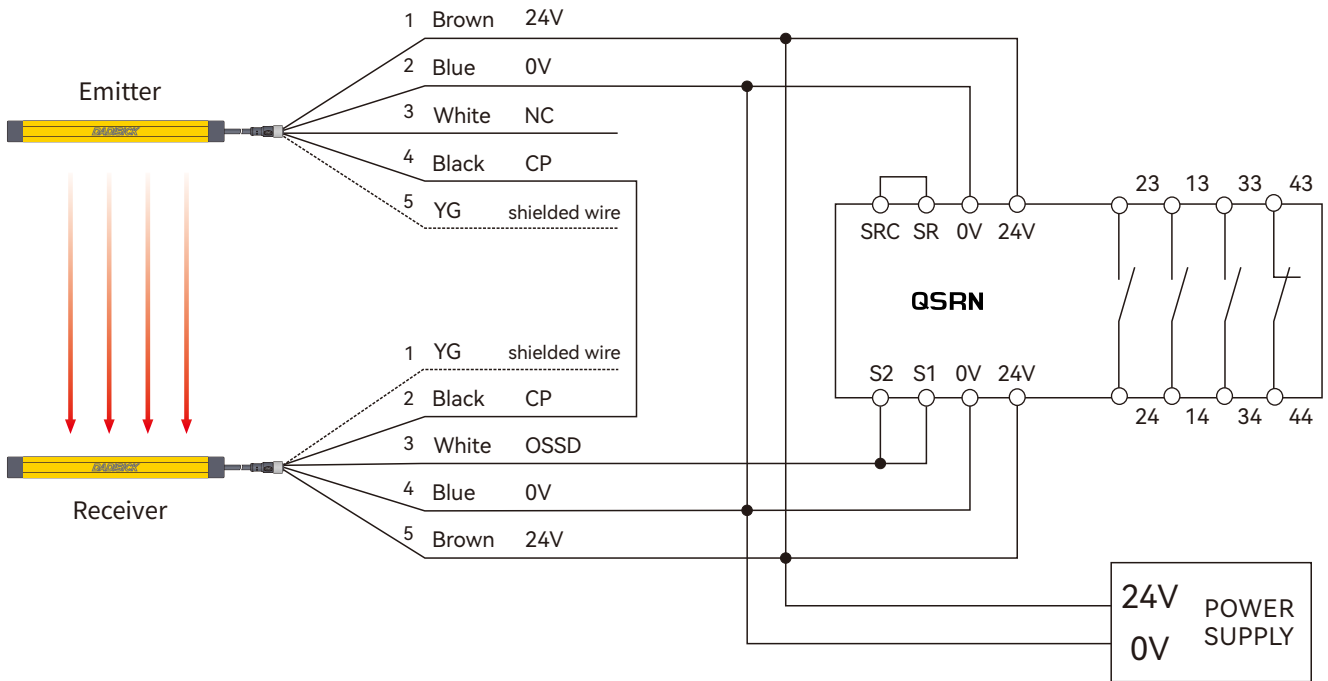 1 Brown 24V
2 Blue 0V
Emitter
3 White NC
DADISICK
4 Black CP
5 YG shielded wire
23 13 33 43
SRC SR 0V 24V
QSRN
1 YG shielded wire
S2 S1 0V 24V
2 Black CP
24 14 34 44
3 White OSSD
DADISICK
4 Blue 0V
Receiver
5 Brown 24V
24V
POWER
SUPPLY
0V